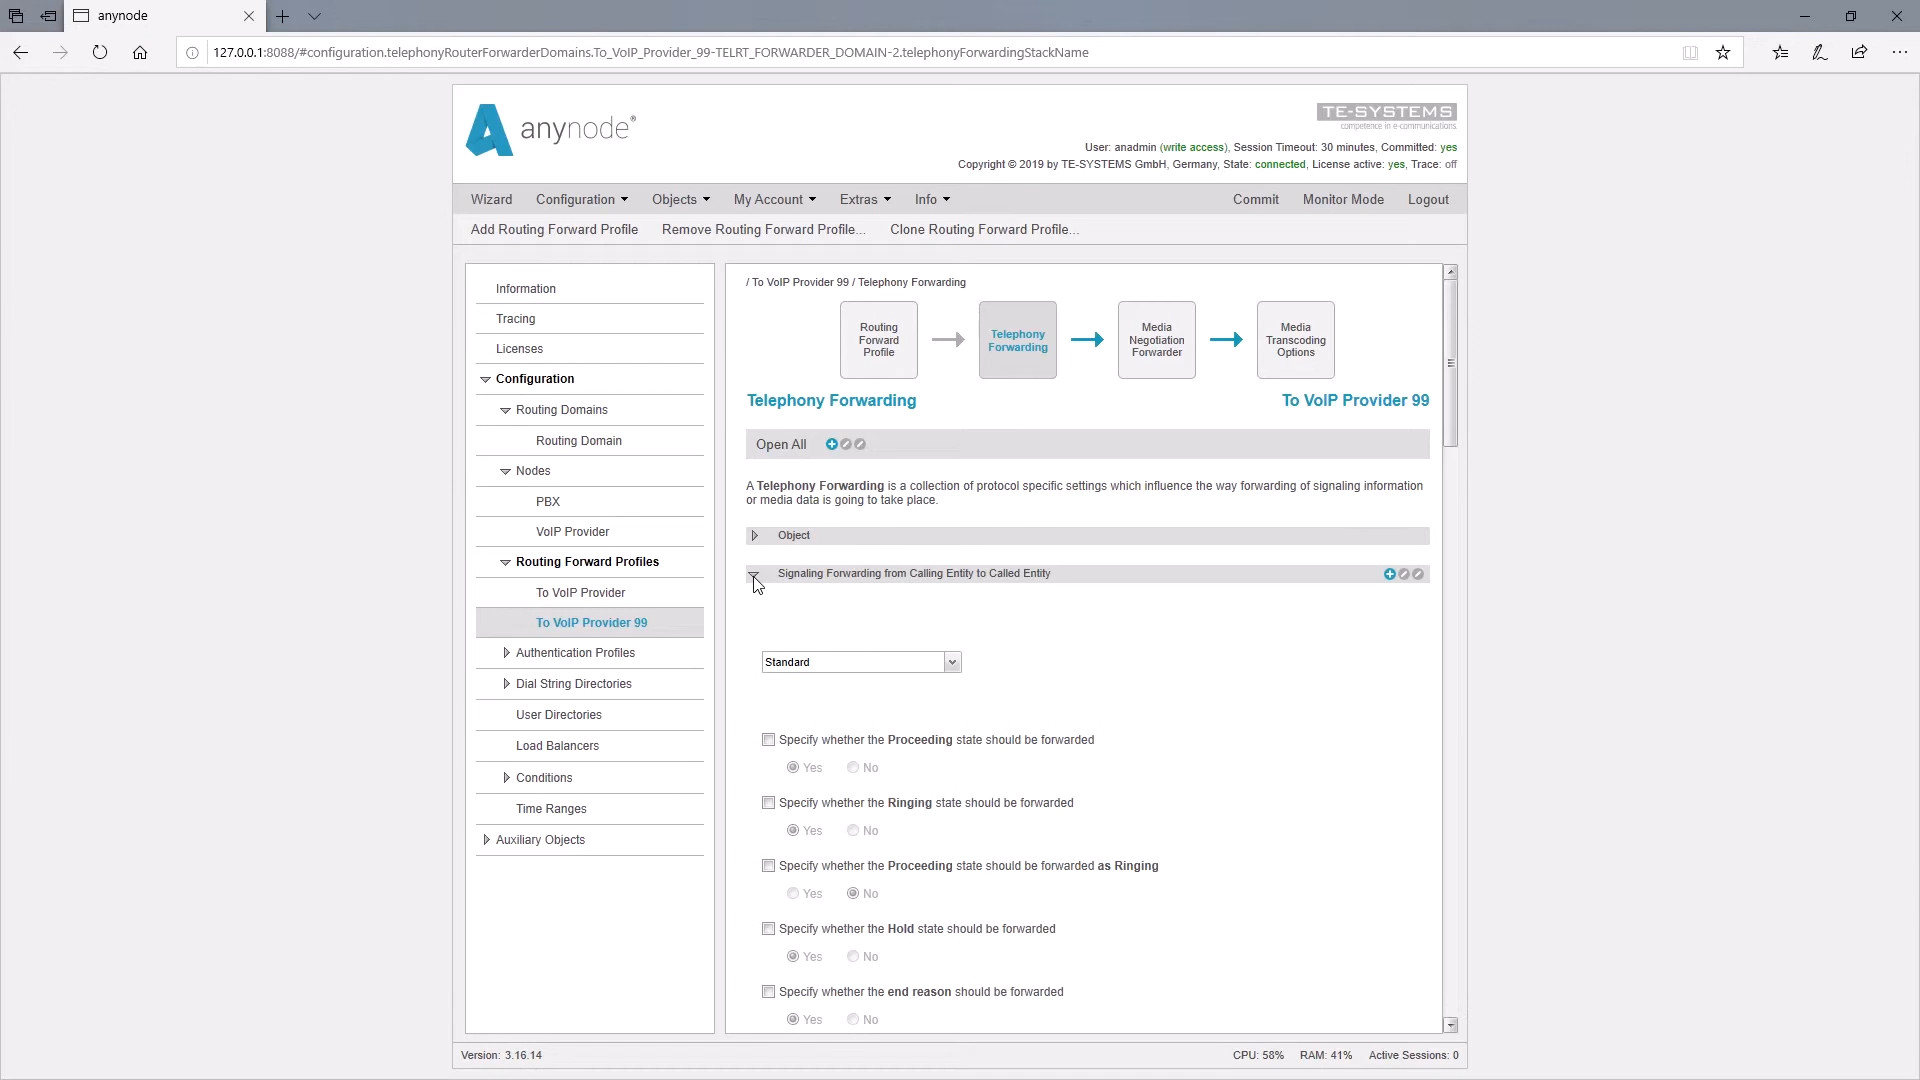 anynode
127.0.0.1:8088/#configuration.telephonyRouterForwarderDomains.To_VoIP_Provider_99-TELRT_FORWARDER_DOMAIN-2.telephonyForwardingStackName
anynode®
TE-SYSTEMS
competence in e-communications.
User: anadmin (write access), Session Timeout: 30 minutes, Committed: yes
Copyright © 2019 by TE-SYSTEMS GmbH, Germany, State: connected, License active: yes, Trace: off
Wizard Configuration Objects My Account Extras Info Commit Monitor Mode Logout
Add Routing Forward Profile Remove Routing Forward Profile... Clone Routing Forward Profile...
Information
Tracing
Licenses
Configuration
Routing Domains
Routing Domain
Nodes
PBX
VoIP Provider
Routing Forward Profiles
To VoIP Provider
To VoIP Provider 99
Authentication Profiles
Dial String Directories
User Directories
Load Balancers
Conditions
Time Ranges
Auxiliary Objects
/ To VoIP Provider 99 / Telephony Forwarding
Routing
Forward
Profile
Telephony
Forwarding
Media
Negotiation
Forwarder
Media
Transcoding
Options
Telephony Forwarding To VoIP Provider 99
Open All
A Telephony Forwarding is a collection of protocol specific settings which influence the way forwarding of signaling information
or media data is going to take place.
Object
Signaling Forwarding from Calling Entity to Called Entity
Standard
Specify whether the Proceeding state should be forwarded
Yes No
Specify whether the Ringing state should be forwarded
Yes No
Specify whether the Proceeding state should be forwarded as Ringing
Yes No
Specify whether the Hold state should be forwarded
Yes No
Specify whether the end reason should be forwarded
Yes No
Version: 3.16.14 CPU: 58% RAM: 41% Active Sessions: 0